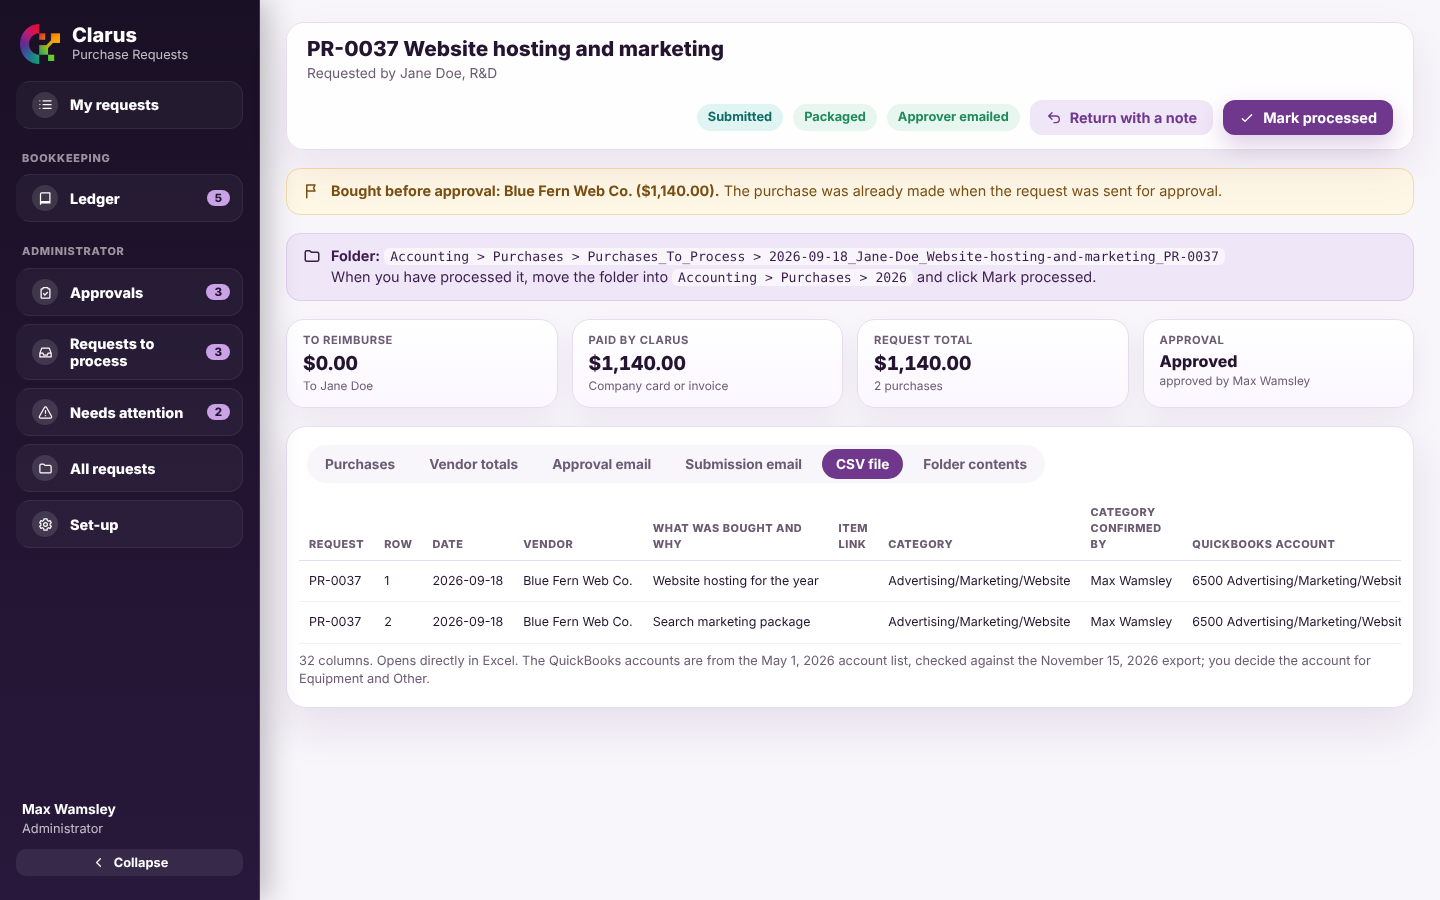 Clarus
Purchase Requests
My requests
BOOKKEEPING
Ledger 5
ADMINISTRATOR
Approvals 3
Requests to
process 3
Needs attention 2
All requests
Set-up
Max Wamsley
Administrator
Collapse
PR-0037 Website hosting and marketing
Requested by Jane Doe, R&D
Submitted Packaged Approver emailed Return with a note Mark processed
Bought before approval: Blue Fern Web Co. ($1,140.00). The purchase was already made when the request was sent for approval.
Folder: Accounting > Purchases > Purchases_To_Process > 2026-09-18_Jane-Doe_Website-hosting-and-marketing_PR-0037
When you have processed it, move the folder into Accounting > Purchases > 2026 and click Mark processed.
TO REIMBURSE
$0.00
To Jane Doe
PAID BY CLARUS
$1,140.00
Company card or invoice
REQUEST TOTAL
$1,140.00
2 purchases
APPROVAL
Approved
approved by Max Wamsley
Purchases Vendor totals Approval email Submission email CSV file Folder contents
REQUEST ROW DATE VENDOR WHAT WAS BOUGHT AND WHY ITEM LINK CATEGORY CATEGORY CONFIRMED BY QUICKBOOKS ACCOUNT
PR-0037 1 2026-09-18 Blue Fern Web Co. Website hosting for the year Advertising/Marketing/Website Max Wamsley 6500 Advertising/Marketing/Websit
PR-0037 2 2026-09-18 Blue Fern Web Co. Search marketing package Advertising/Marketing/Website Max Wamsley 6500 Advertising/Marketing/Websit
32 columns. Opens directly in Excel. The QuickBooks accounts are from the May 1, 2026 account list, checked against the November 15, 2026 export; you decide the account for
Equipment and Other.